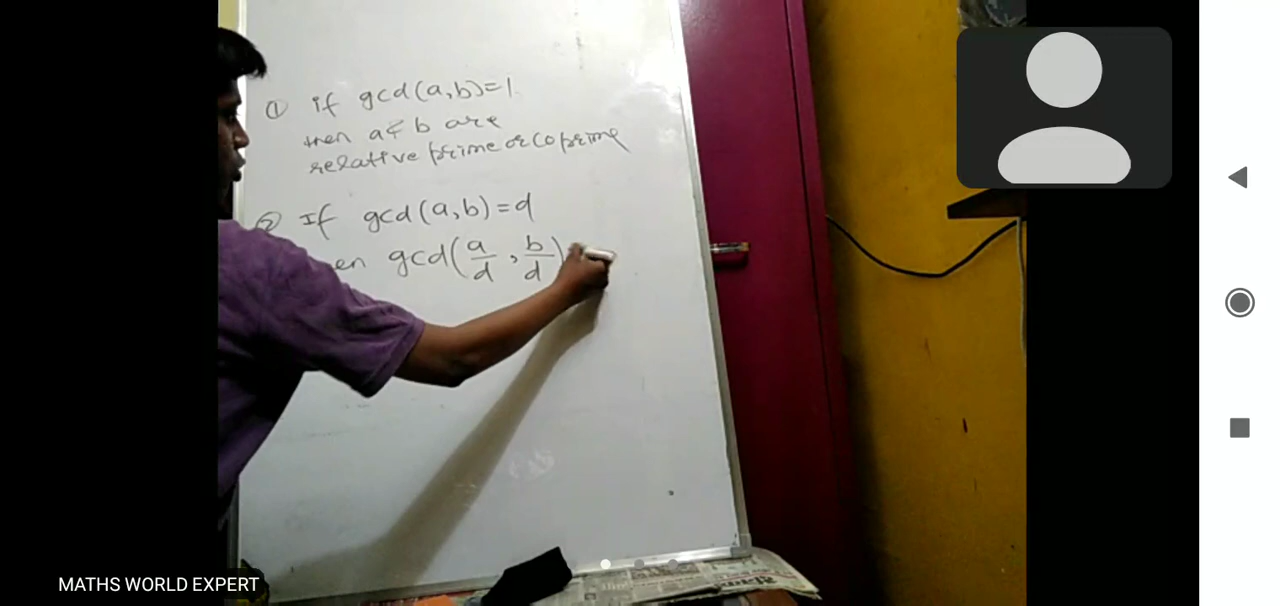 ① if gcd(a,b)=1
then a & b are
relative prime or coprime
② If gcd(a,b)=d
en gcd(a/d, b/d)
MATHS WORLD EXPERT